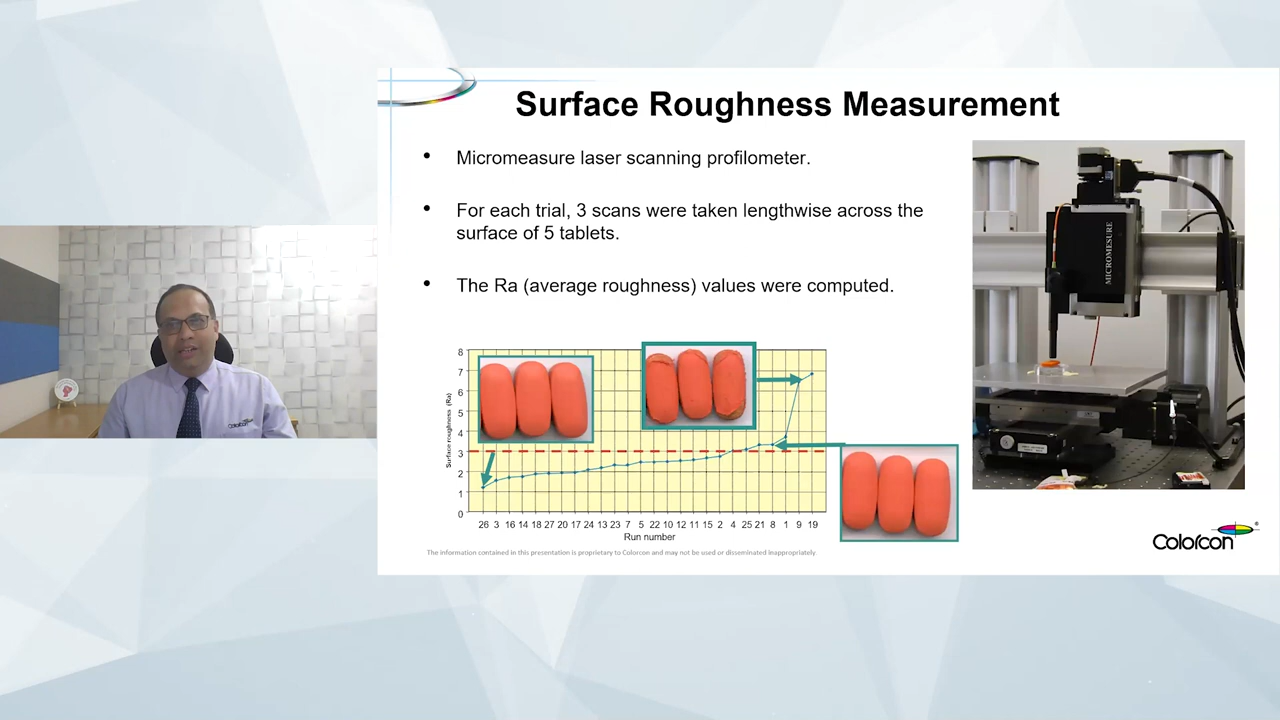 Surface Roughness Measurement
• Micromeasure laser scanning profilometer.
• For each trial, 3 scans were taken lengthwise across the
surface of 5 tablets.
• The Ra (average roughness) values were computed.
MICROMESURE
Surface roughness (Ra)
8
7
6
5
4
3
2
1
0
26 3 16 14 18 27 20 17 24 13 23 7 5 22 10 12 11 15 2 4 25 21 8 1 9 19
Run number
The information contained in this presentation is proprietary to Colorcon and may not be used or disseminated inappropriately.
Colorcon
Colorcon